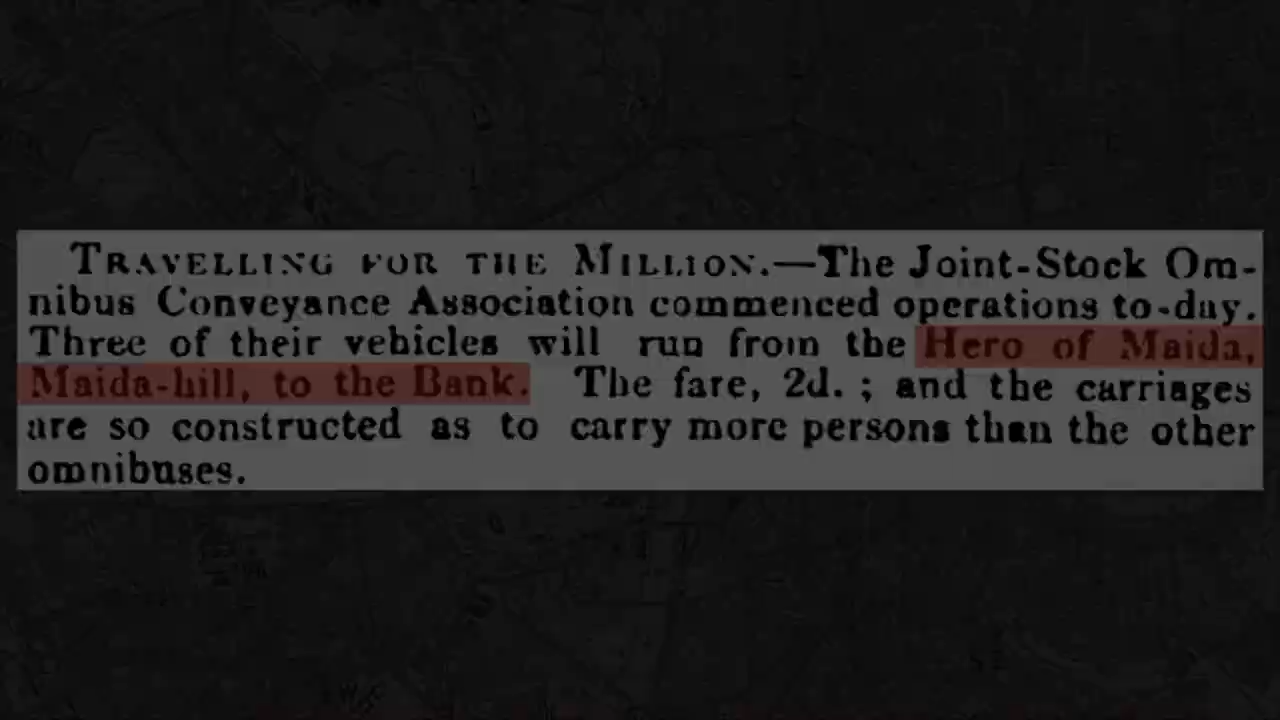 TRAVELLING FOR THE MILLION.—The Joint-Stock Om-
nibus Conveyance Association commenced operations to-day.
Three of their vehicles will run from the Hero of Maida,
Maida-hill, to the Bank. The fare, 2d. ; and the carriages
are so constructed as to carry more persons than the other
omnibuses.